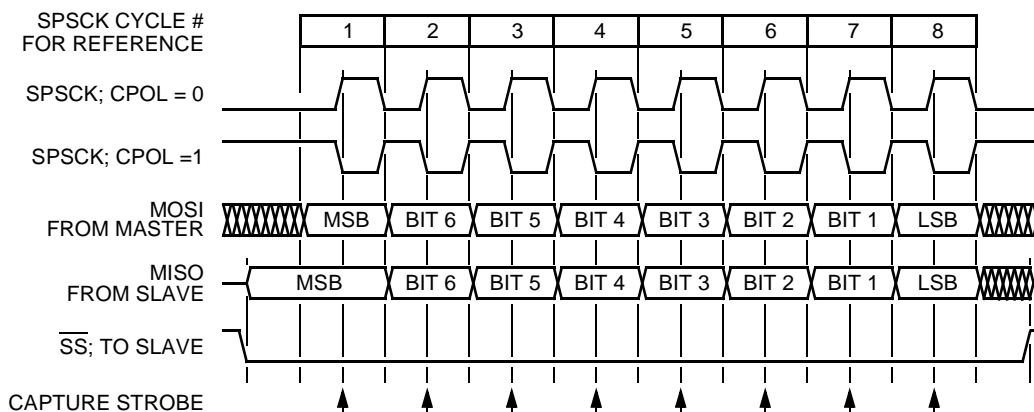 SPSCK CYCLE #
FOR REFERENCE
1 2 3 4 5 6 7 8
SPSCK; CPOL = 0
SPSCK; CPOL =1
MOSI
FROM MASTER
MSB BIT 6 BIT 5 BIT 4 BIT 3 BIT 2 BIT 1 LSB
MISO
FROM SLAVE
MSB BIT 6 BIT 5 BIT 4 BIT 3 BIT 2 BIT 1 LSB
SS; TO SLAVE
CAPTURE STROBE